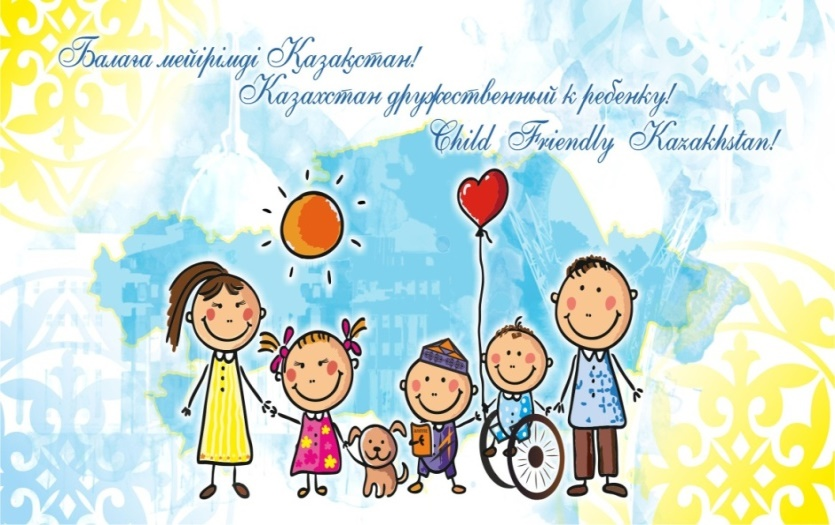 Балаға мейірімді Қазақстан!
Казахстан дружественный к ребенку!
Child Friendly Kazakhstan!